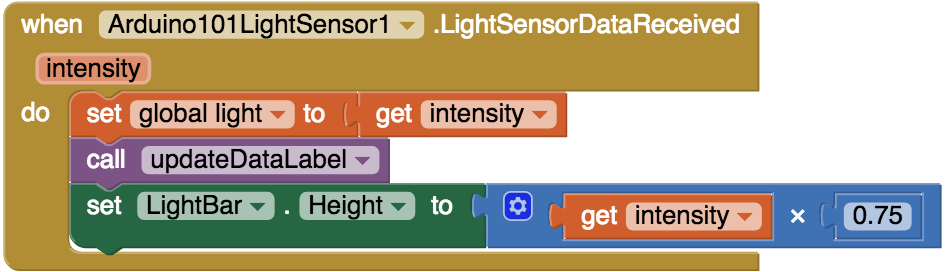 when Arduino101LightSensor1 .LightSensorDataReceived
intensity
do set global light to get intensity
call updateDataLabel
set LightBar . Height to get intensity × 0.75